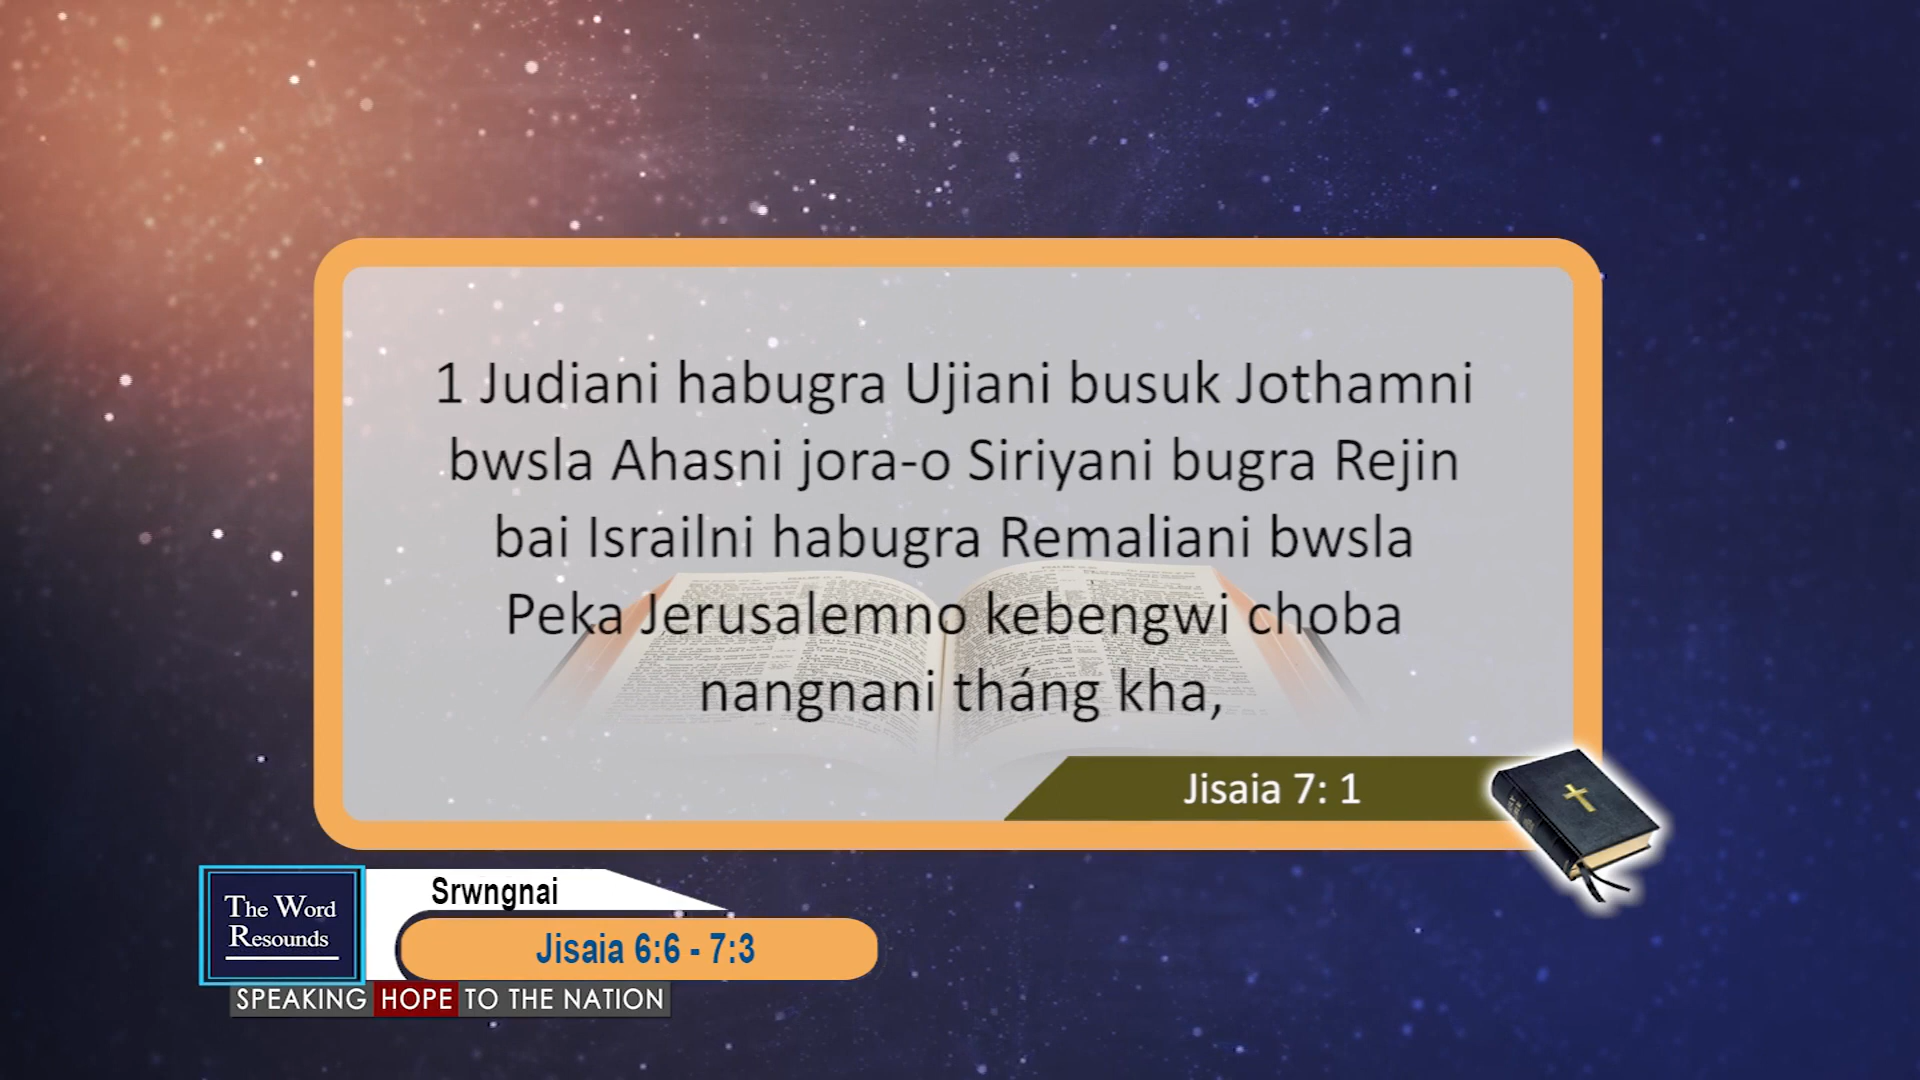 1 Judiani habugra Ujiani busuk Jothamni
bwsla Ahasni jora-o Siriyani bugra Rejin
bai Israilni habugra Remaliani bwsla
Peka Jerusalemno kebengwi choba
nangnani tháng kha,
Jisaia 7: 1
The Word
Resounds
Srwngnai
Jisaia 6:6 - 7:3
SPEAKING HOPE TO THE NATION